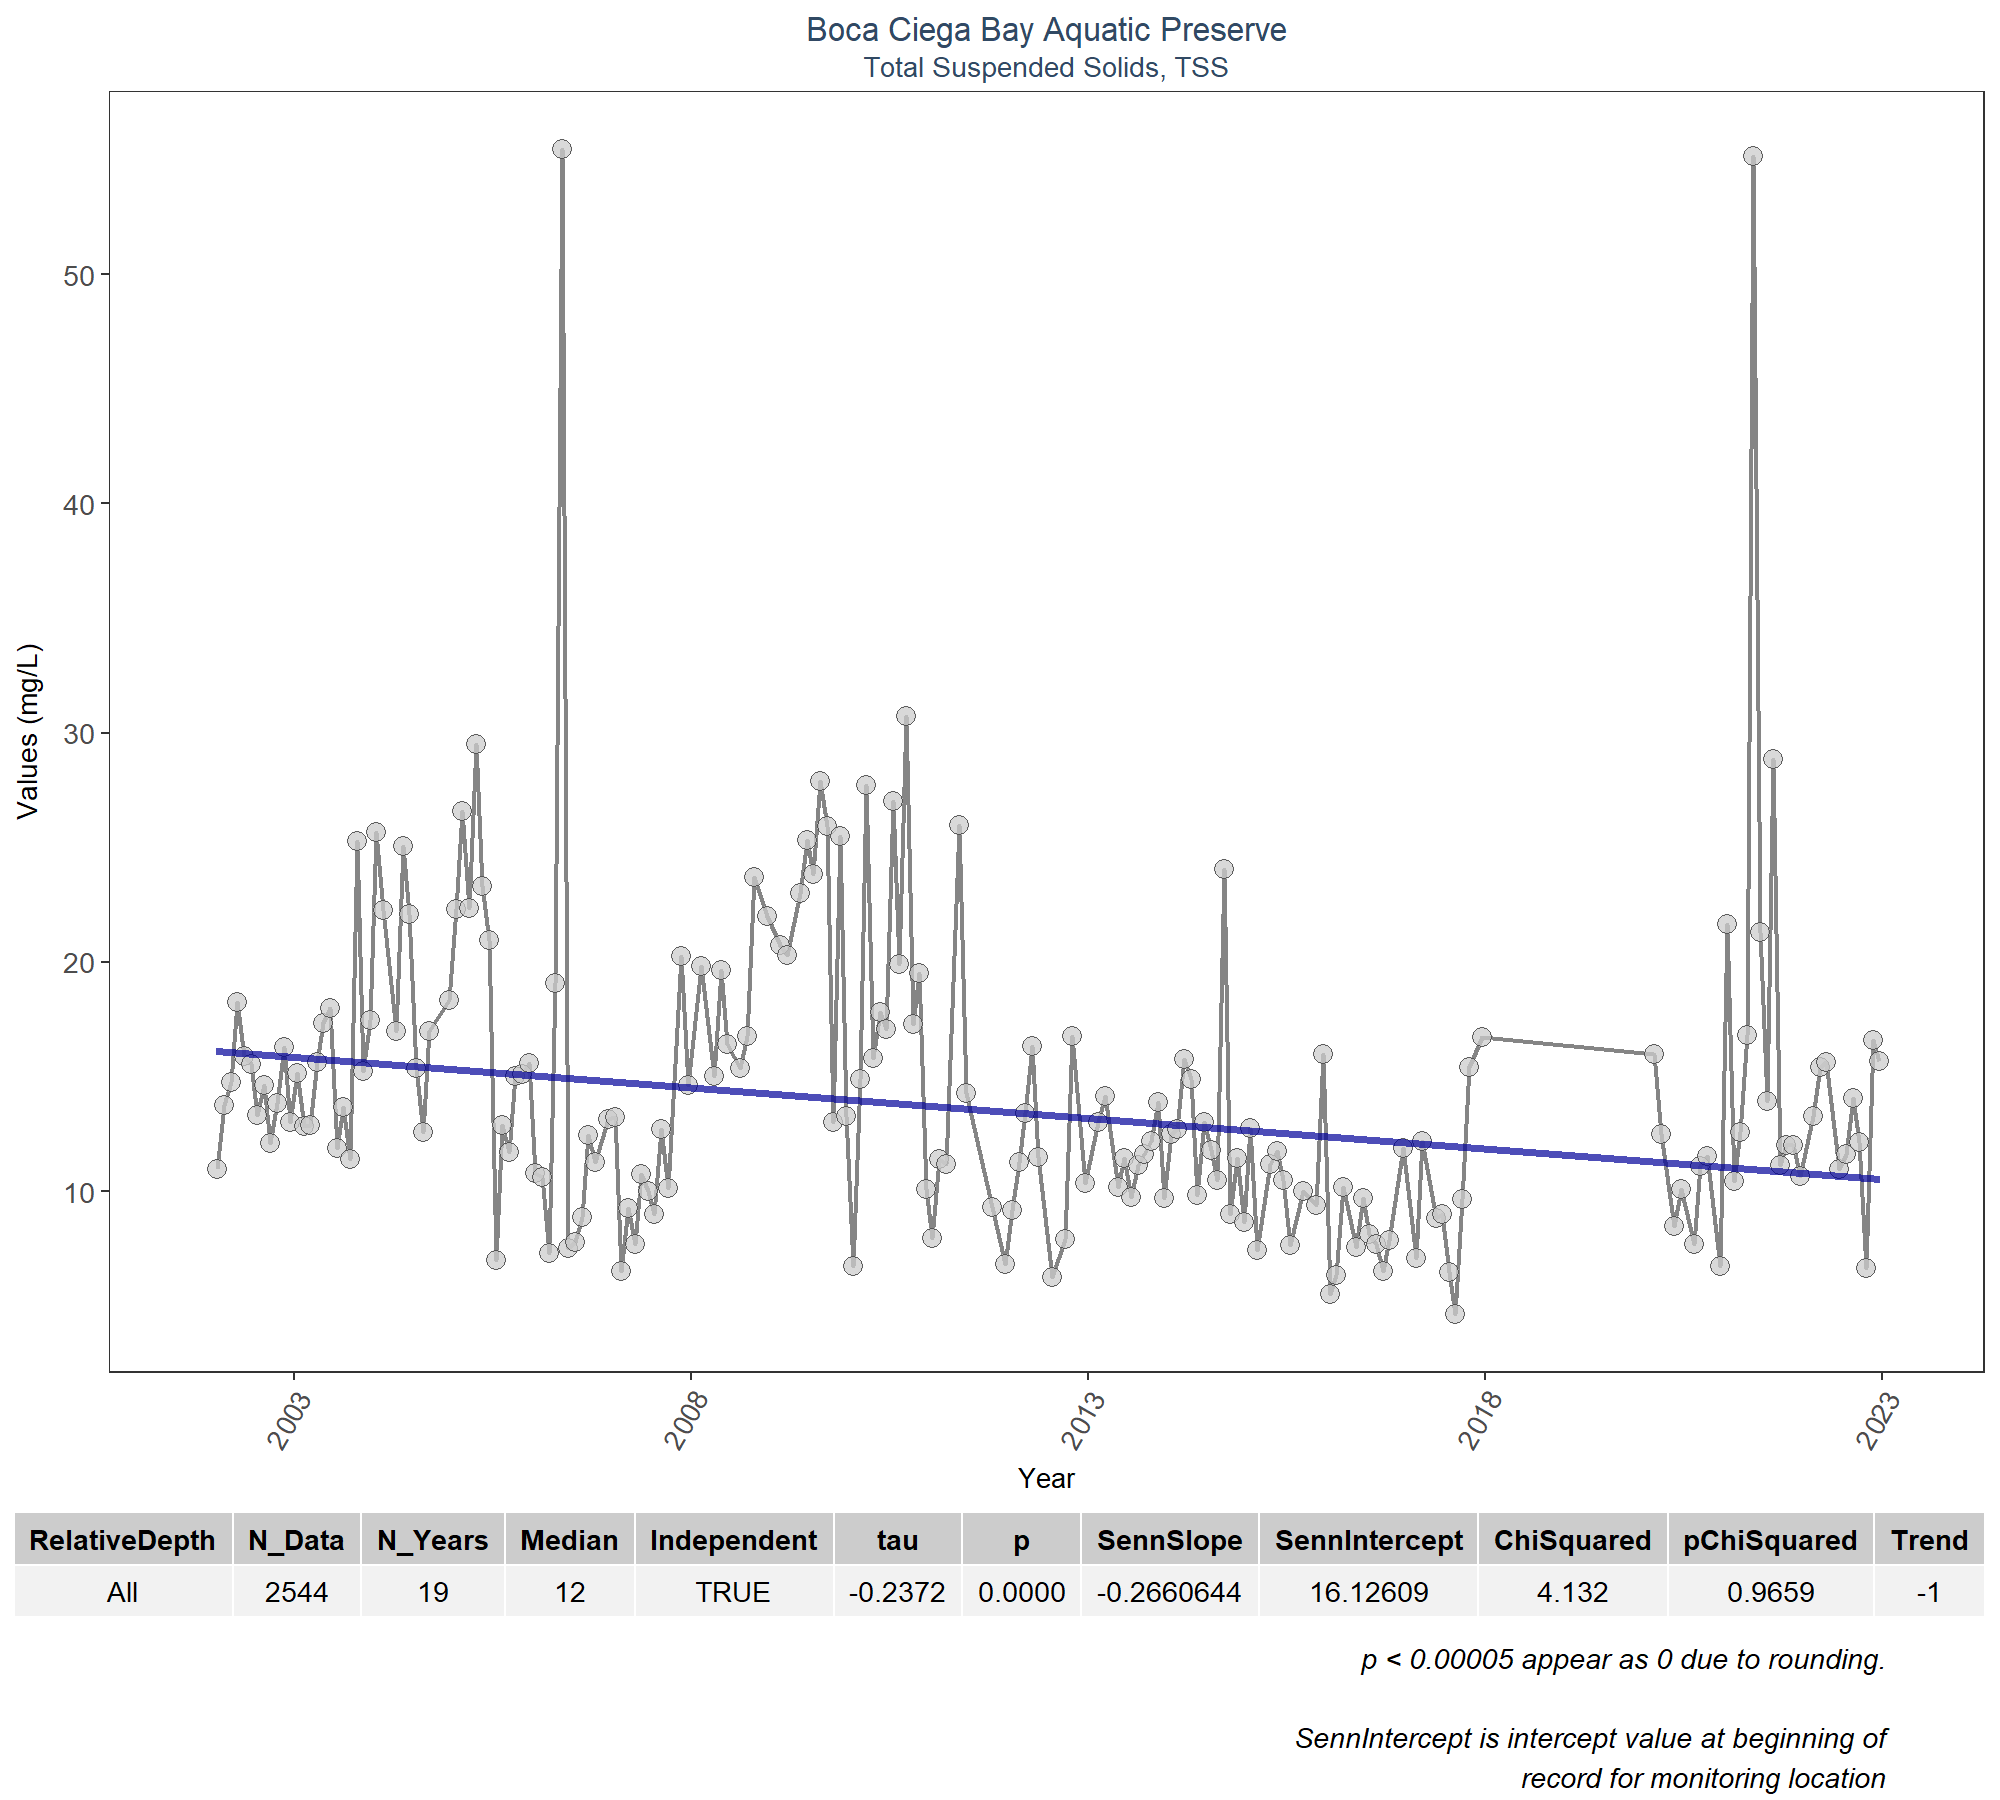 Boca Ciega Bay Aquatic Preserve
Total Suspended Solids, TSS
Values (mg/L)
50
40
30
20
10
2003 2008 2013 2018 2023
Year
RelativeDepth N_Data N_Years Median Independent tau p SennSlope SennIntercept ChiSquared pChiSquared Trend
All 2544 19 12 TRUE -0.2372 0.0000 -0.2660644 16.12609 4.132 0.9659 -1
p < 0.00005 appear as 0 due to rounding.
SennIntercept is intercept value at beginning of
record for monitoring location